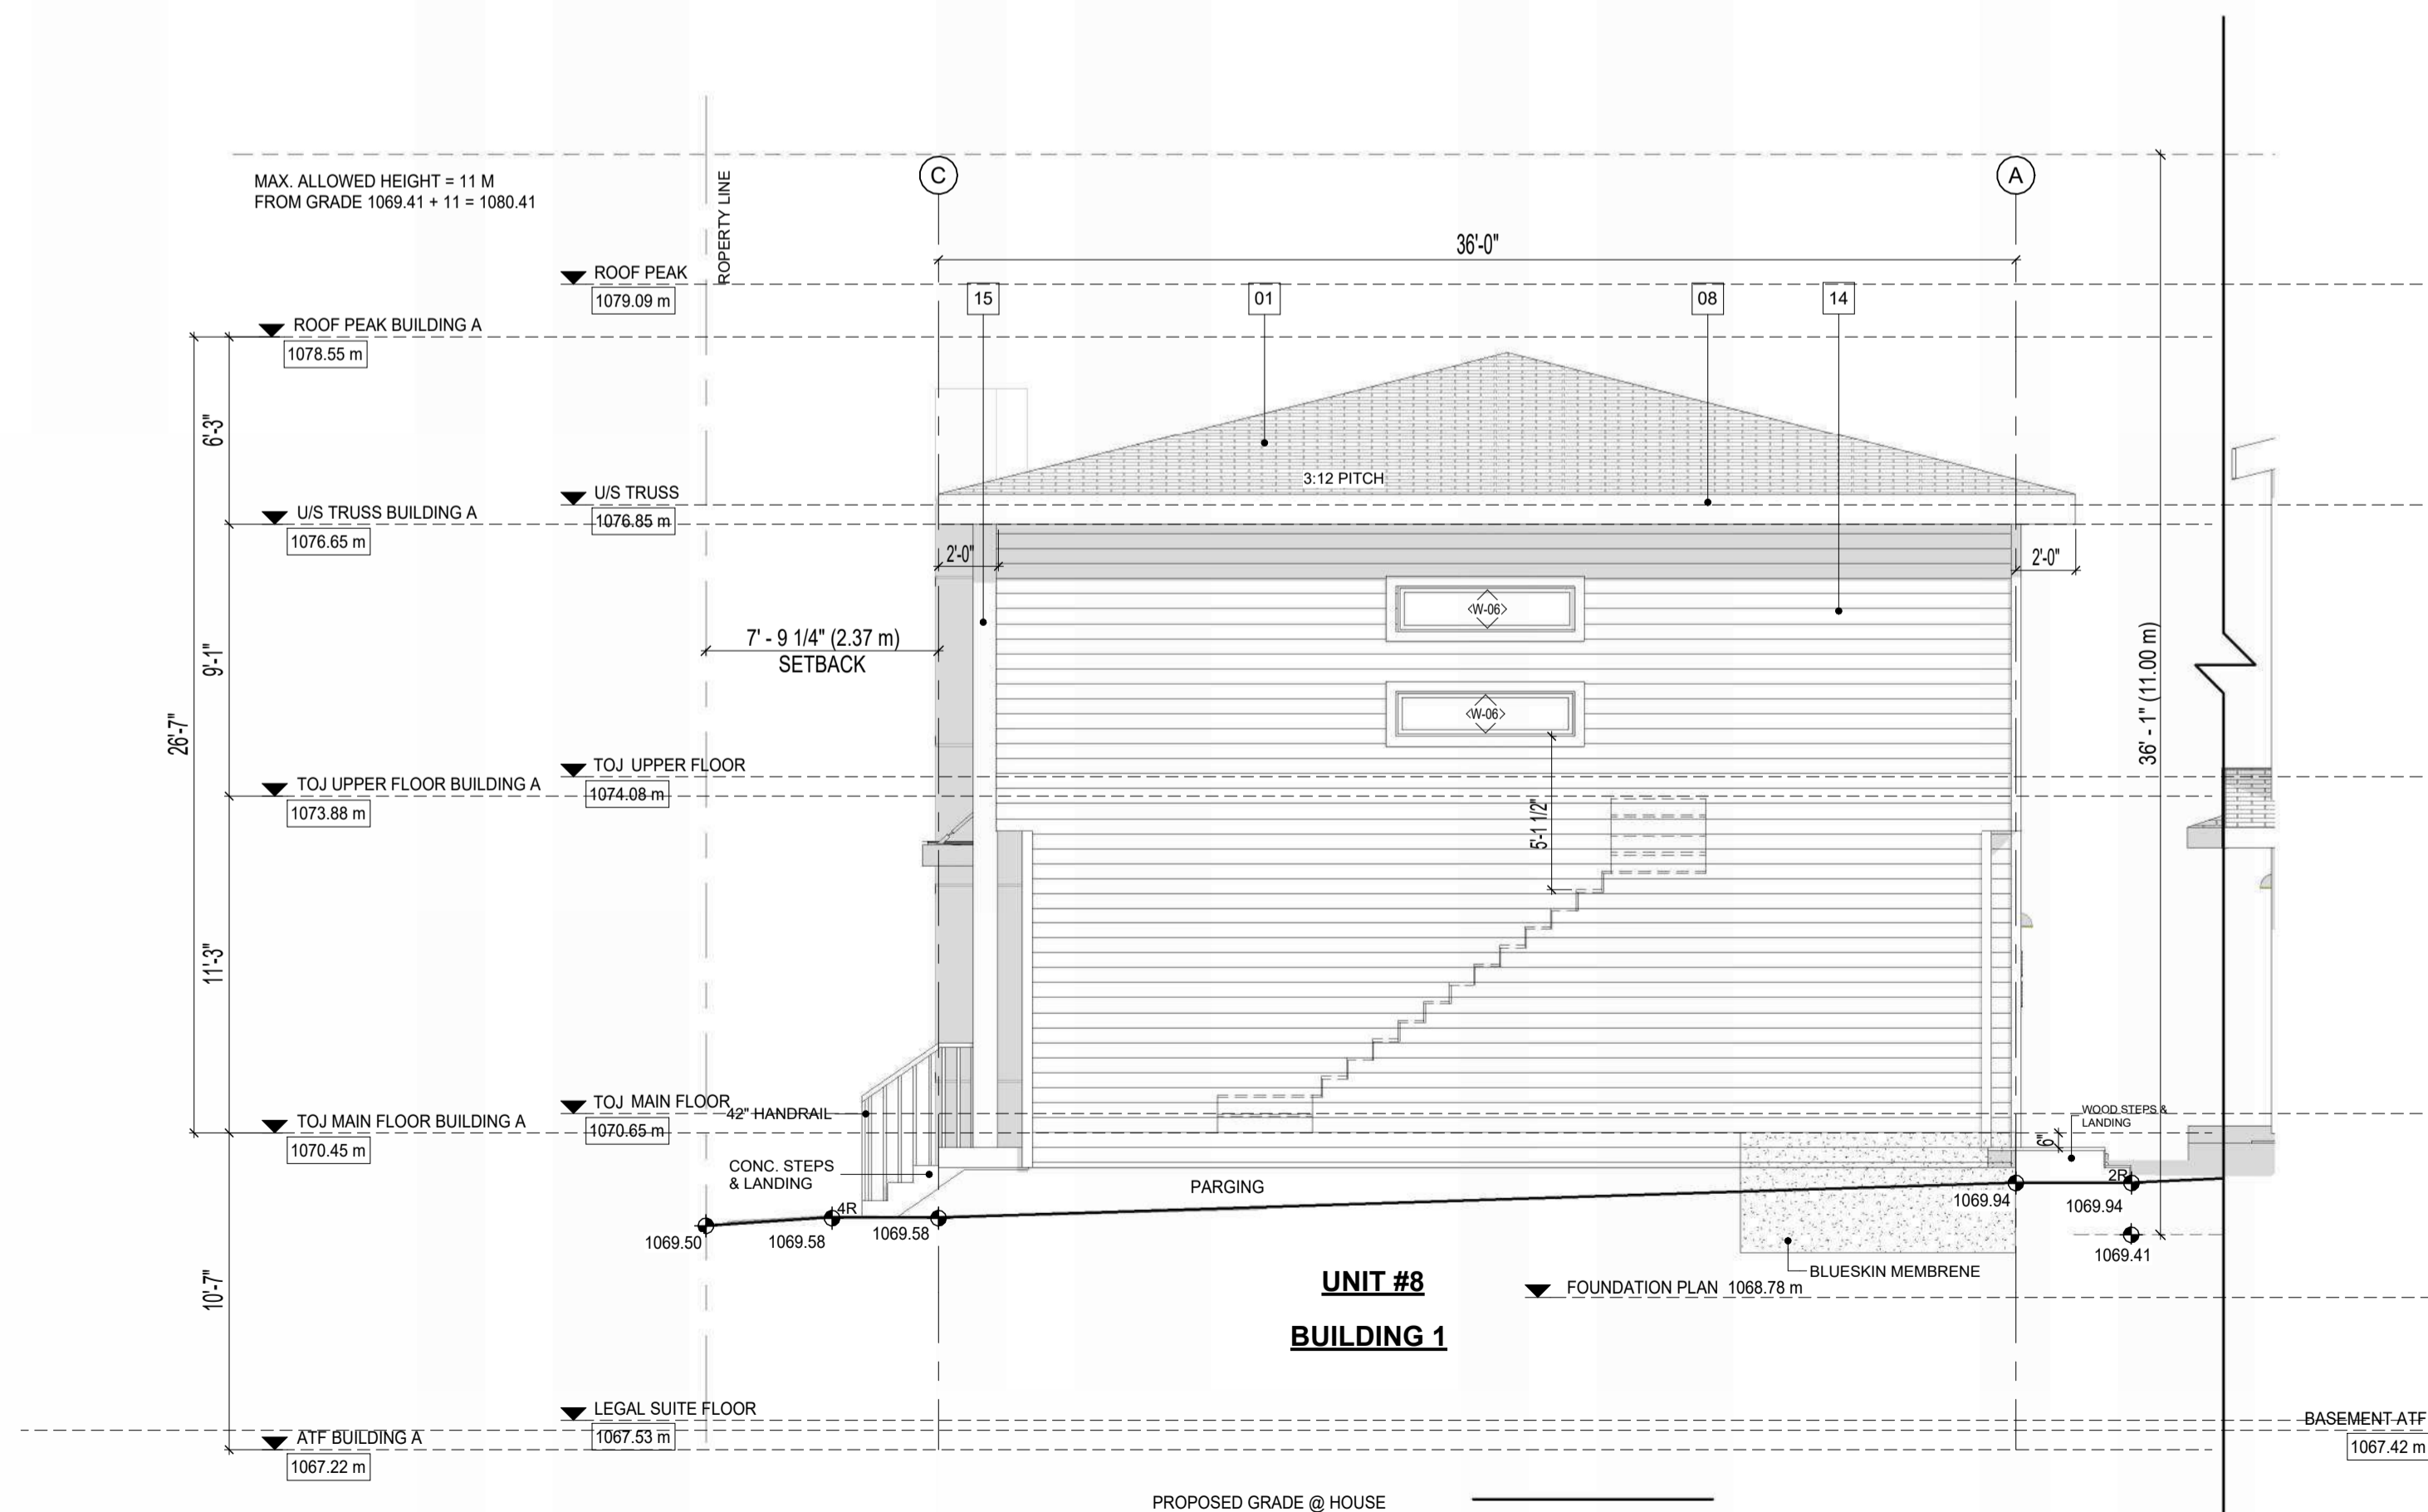 MAX. ALLOWED HEIGHT = 11 M
FROM GRADE 1069.41 + 11 = 1080.41
ROPERTY LINE
C
A
36'-0"
ROOF PEAK
1079.09 m
15
01
08
14
ROOF PEAK BUILDING A
1078.55 m
6'-3"
3:12 PITCH
U/S TRUSS
1076.85 m
U/S TRUSS BUILDING A
1076.65 m
2'-0"
2'-0"
<W-06>
7' - 9 1/4" (2.37 m)
SETBACK
9'-1"
36' - 1" (11.00 m)
<W-06>
26'-7"
TOJ UPPER FLOOR
1074.08 m
TOJ UPPER FLOOR BUILDING A
1073.88 m
5'-1 1/2"
11'-3"
TOJ MAIN FLOOR
1070.65 m
42" HANDRAIL
TOJ MAIN FLOOR BUILDING A
1070.45 m
WOOD STEPS &
LANDING
6"
CONC. STEPS
& LANDING
PARGING
2R
4R
1069.94
1069.94
1069.50
1069.58
1069.58
1069.41
BLUESKIN MEMBRENE
UNIT #8
FOUNDATION PLAN 1068.78 m
10'-7"
BUILDING 1
LEGAL SUITE FLOOR
1067.53 m
BASEMENT ATF
1067.42 m
ATF BUILDING A
1067.22 m
PROPOSED GRADE @ HOUSE